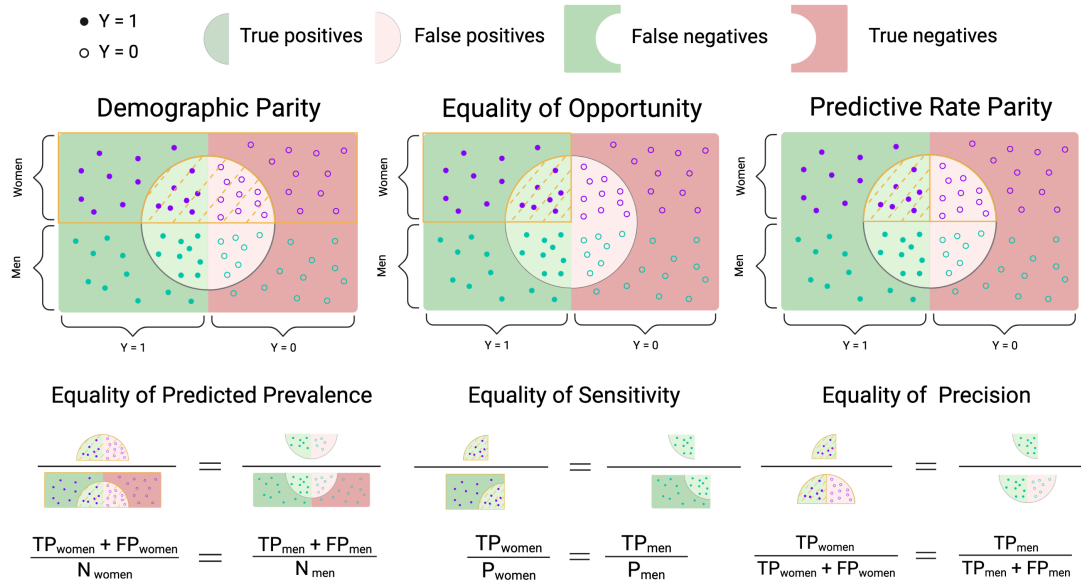 Y = 1
Y = 0
True positives
False positives
False negatives
True negatives
Demographic Parity
Equality of Opportunity
Predictive Rate Parity
Women
Men
Y = 1
Y = 0
Women
Men
Y = 1
Y = 0
Women
Men
Y = 1
Y = 0
Equality of Predicted Prevalence
Equality of Sensitivity
Equality of Precision
=
=
=
TPwomen + FPwomen
Nwomen
=
TPmen + FPmen
Nmen
TPwomen
Pwomen
=
TPmen
Pmen
TPwomen
TPwomen + FPwomen
=
TPmen
TPmen + FPmen